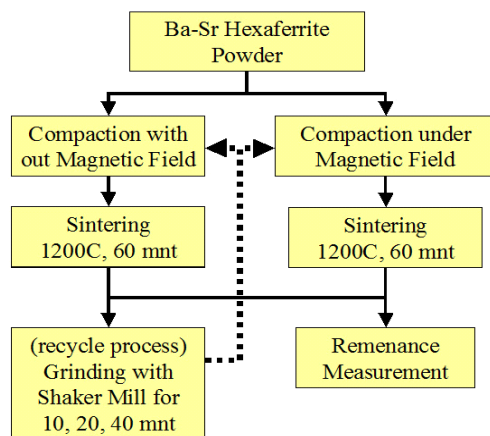 Ba-Sr Hexaferrite
Powder
Compaction with
out Magnetic Field
Compaction under
Magnetic Field
Sintering
1200C, 60 mnt
Sintering
1200C, 60 mnt
(recycle process)
Grinding with
Shaker Mill for
10, 20, 40 mnt
Remenance
Measurement